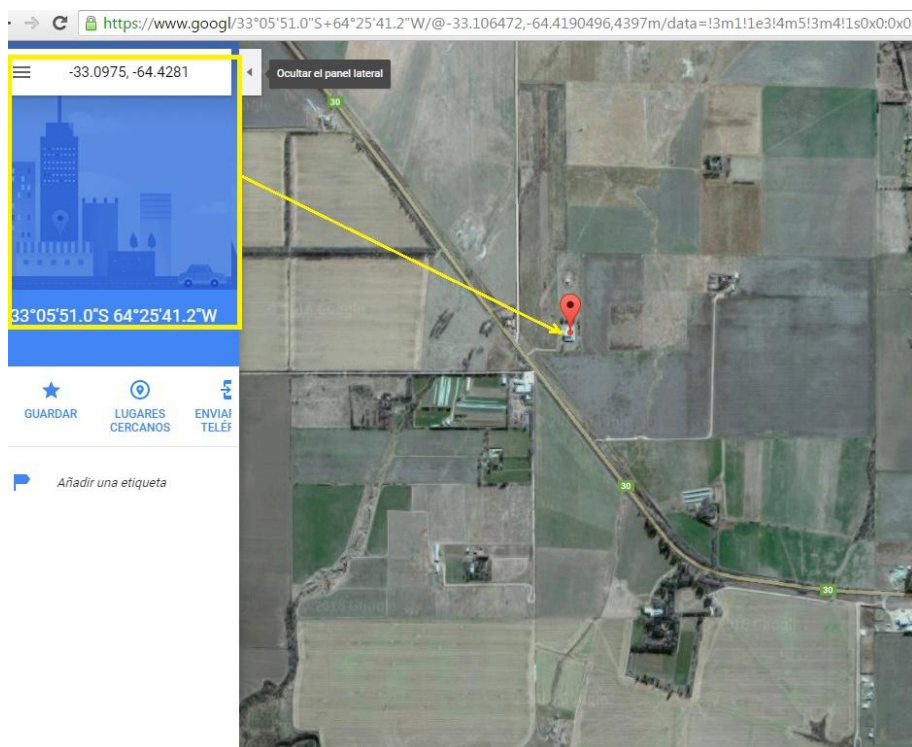 https://www.googl/33°05'51.0"S+64°25'41.2"W/@-33.106472,-64.4190496,4397m/data=!3m1!1e3!4m5!3m4!1s0x0:0x0
-33.0975, -64.4281
Ocultar el panel lateral
30
33°05'51.0"S 64°25'41.2"W
GUARDAR
LUGARES
CERCANOS
ENVIAR
TELÉF
Añadir una etiqueta
30
30